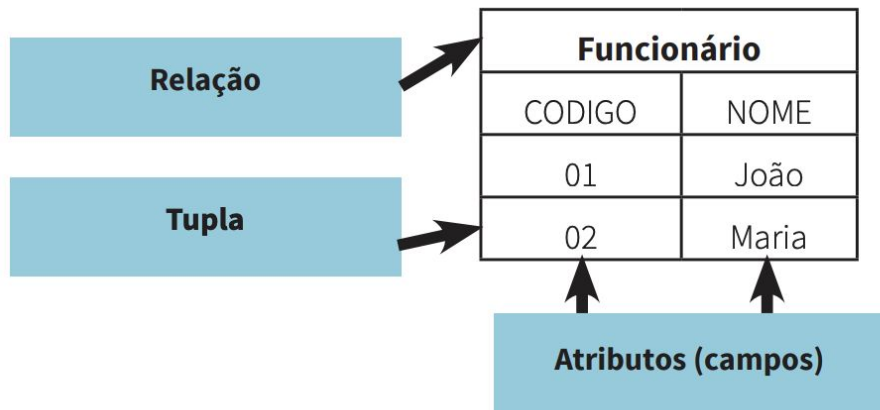 Relação
Funcionário
CODIGO NOME
01 João
Tupla
02 Maria
Atributos (campos)